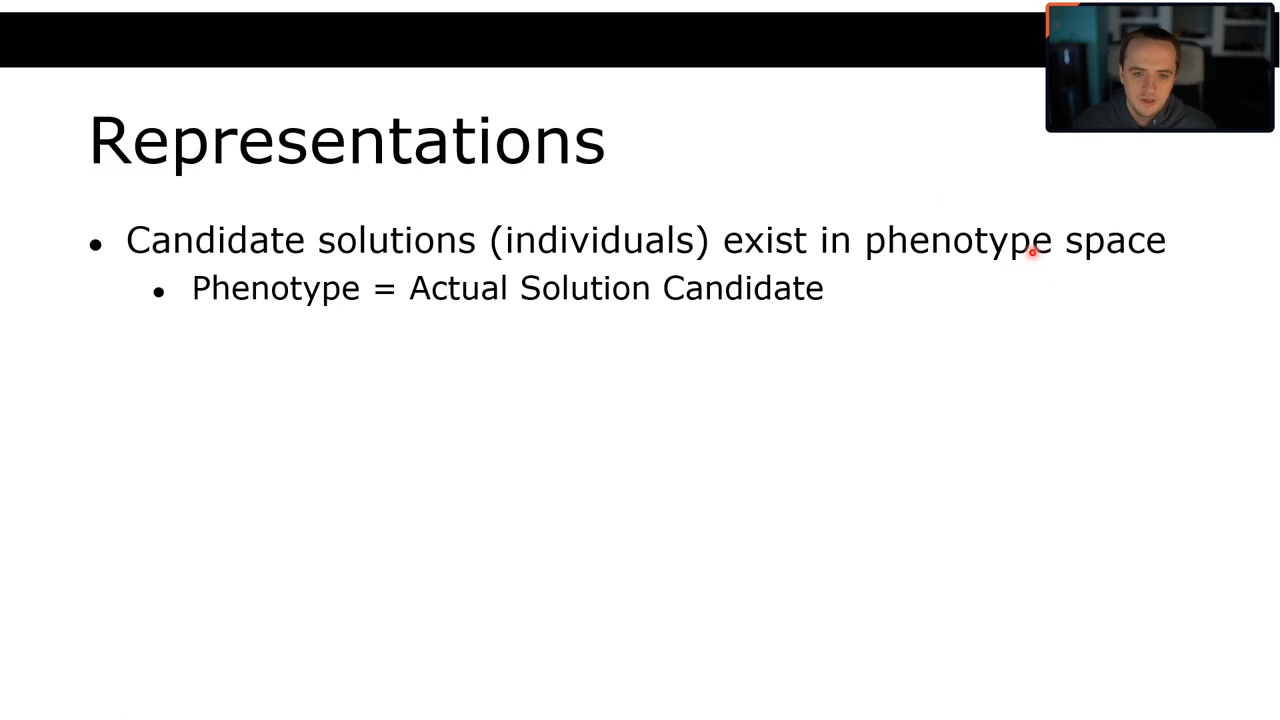 Representations
• Candidate solutions (individuals) exist in phenotype space
• Phenotype = Actual Solution Candidate